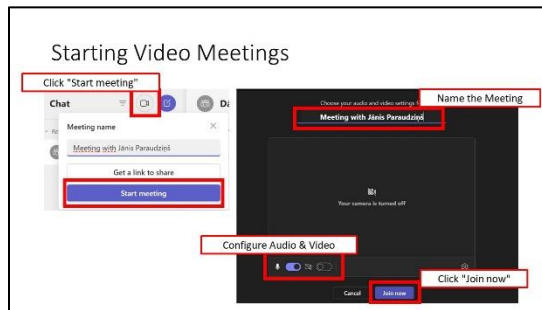 Starting Video Meetings
Click "Start meeting"
Chat
Meeting name
Meeting with Jānis Paraudziņš
Get a link to share
Start meeting
Choose your audio and video settings
Name the Meeting
Meeting with Jānis Paraudziņš
Your camera is turned off
Configure Audio & Video
Click "Join now"
Cancel
Join now